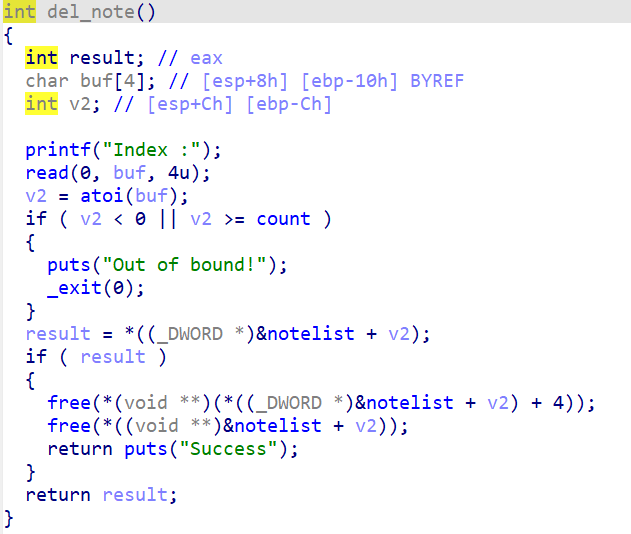 int del_note()
{
int result; // eax
char buf[4]; // [esp+8h] [ebp-10h] BYREF
int v2; // [esp+Ch] [ebp-Ch]
printf("Index :");
read(0, buf, 4u);
v2 = atoi(buf);
if ( v2 < 0 || v2 >= count )
{
puts("Out of bound!");
_exit(0);
}
result = *((_DWORD *)&notelist + v2);
if ( result )
{
free(*(void **)(*((_DWORD *)&notelist + v2) + 4));
free(*((void **)&notelist + v2));
return puts("Success");
}
return result;
}